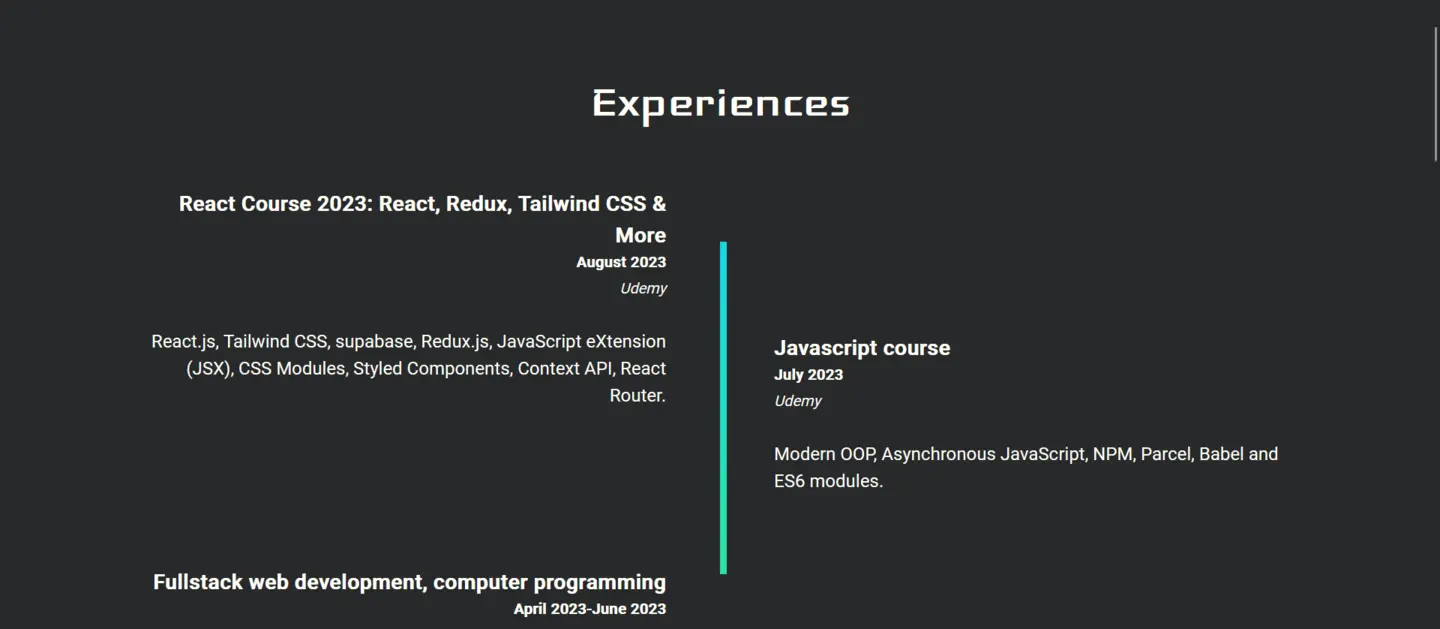 Experiences
React Course 2023: React, Redux, Tailwind CSS &
More
August 2023
Udemy
React.js, Tailwind CSS, supabase, Redux.js, JavaScript eXtension
(JSX), CSS Modules, Styled Components, Context API, React
Router.
Javascript course
July 2023
Udemy
Modern OOP, Asynchronous JavaScript, NPM, Parcel, Babel and
ES6 modules.
Fullstack web development, computer programming
April 2023-June 2023